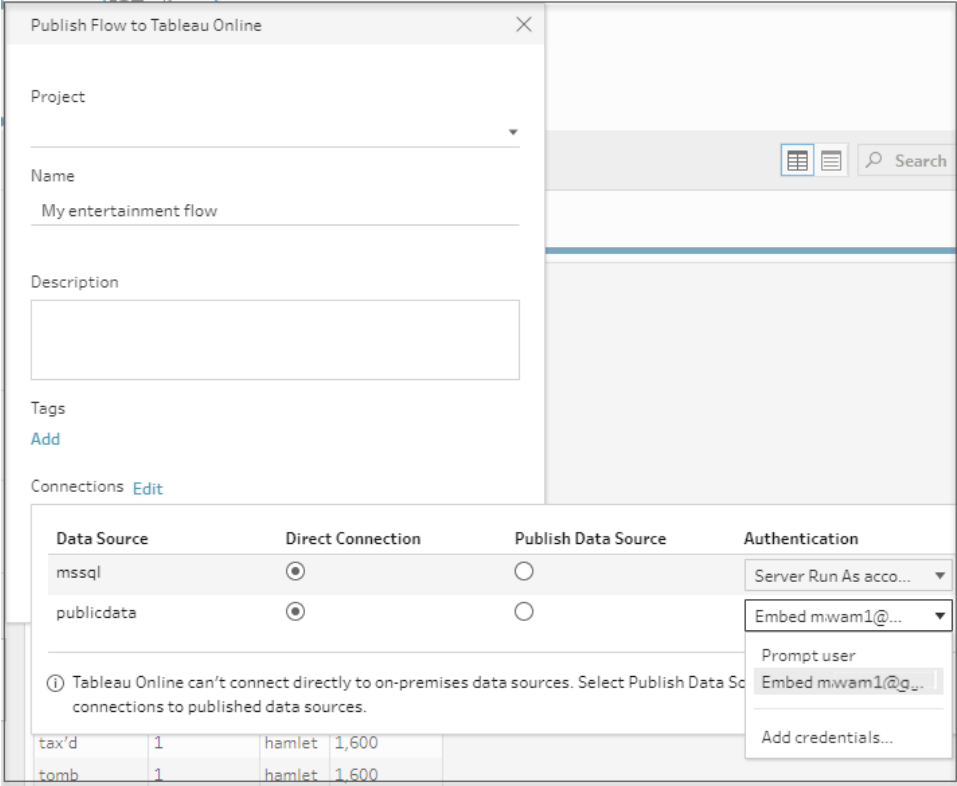 Publish Flow to Tableau Online
Project
Search
Name
My entertainment flow
Description
Tags
Add
Connections Edit
Data Source Direct Connection Publish Data Source Authentication
mssql Server Run As acco...
publicdata Embed m.wam1@...
Prompt user
Embed m.wam1@g...
Add credentials...
Tableau Online can't connect directly to on-premises data sources. Select Publish Data So
connections to published data sources.
tax'd 1 hamlet 1,600
tomb 1 hamlet 1,600